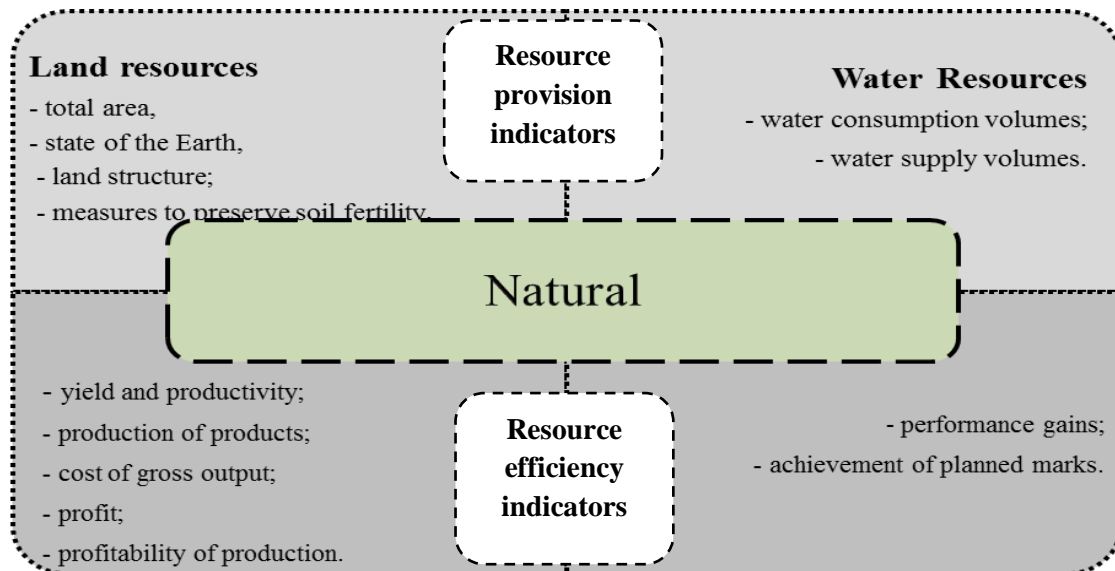 Land resources
- total area,
- state of the Earth,
- land structure;
- measures to preserve soil fertility.
Resource
provision
indicators
Water Resources
- water consumption volumes;
- water supply volumes.
Natural
- yield and productivity;
- production of products;
- cost of gross output;
- profit;
- profitability of production.
Resource
efficiency
indicators
- performance gains;
- achievement of planned marks.